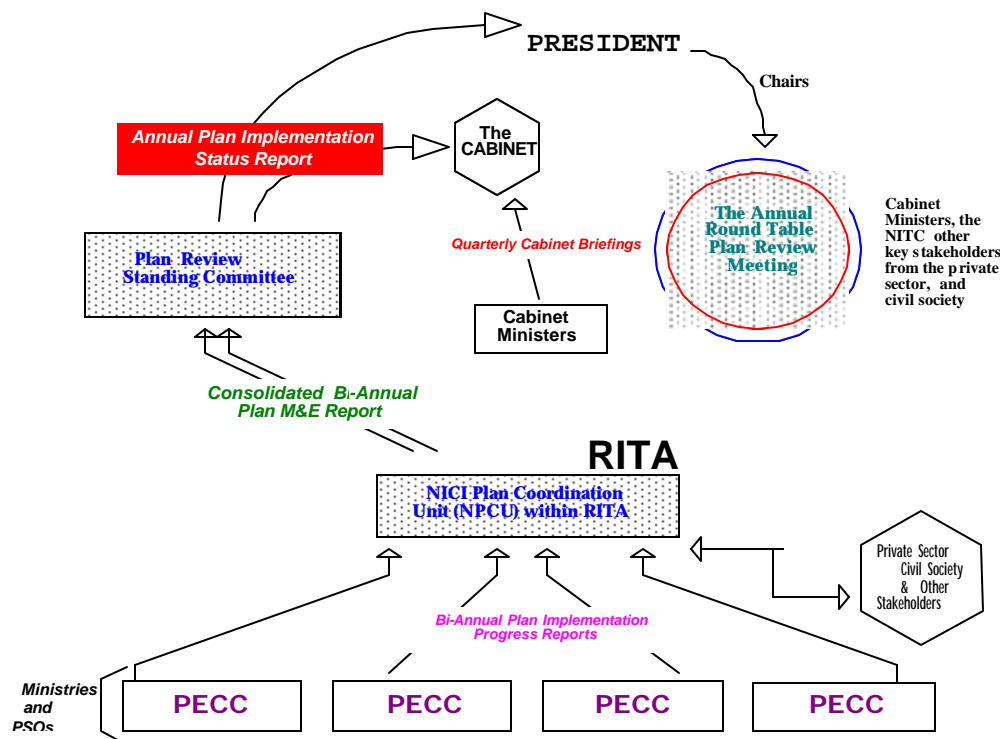 PRESIDENT
Chairs
Annual Plan Implementation
Status Report
The
CABINET
The Annual
Round Table
Plan Review
Meeting
Cabinet
Ministers, the
NITC other
key stakeholders
from the private
sector, and
civil society
Quarterly Cabinet Briefings
Plan Review
Standing Committee
Cabinet
Ministers
Consolidated Bi-Annual
Plan M&E Report
RITA
NICI Plan Coordination
Unit (NPCU) within RITA
Private Sector
Civil Society
& Other
Stakeholders
Bi-Annual Plan Implementation
Progress Reports
Ministries
and
PSOs
PECC
PECC
PECC
PECC